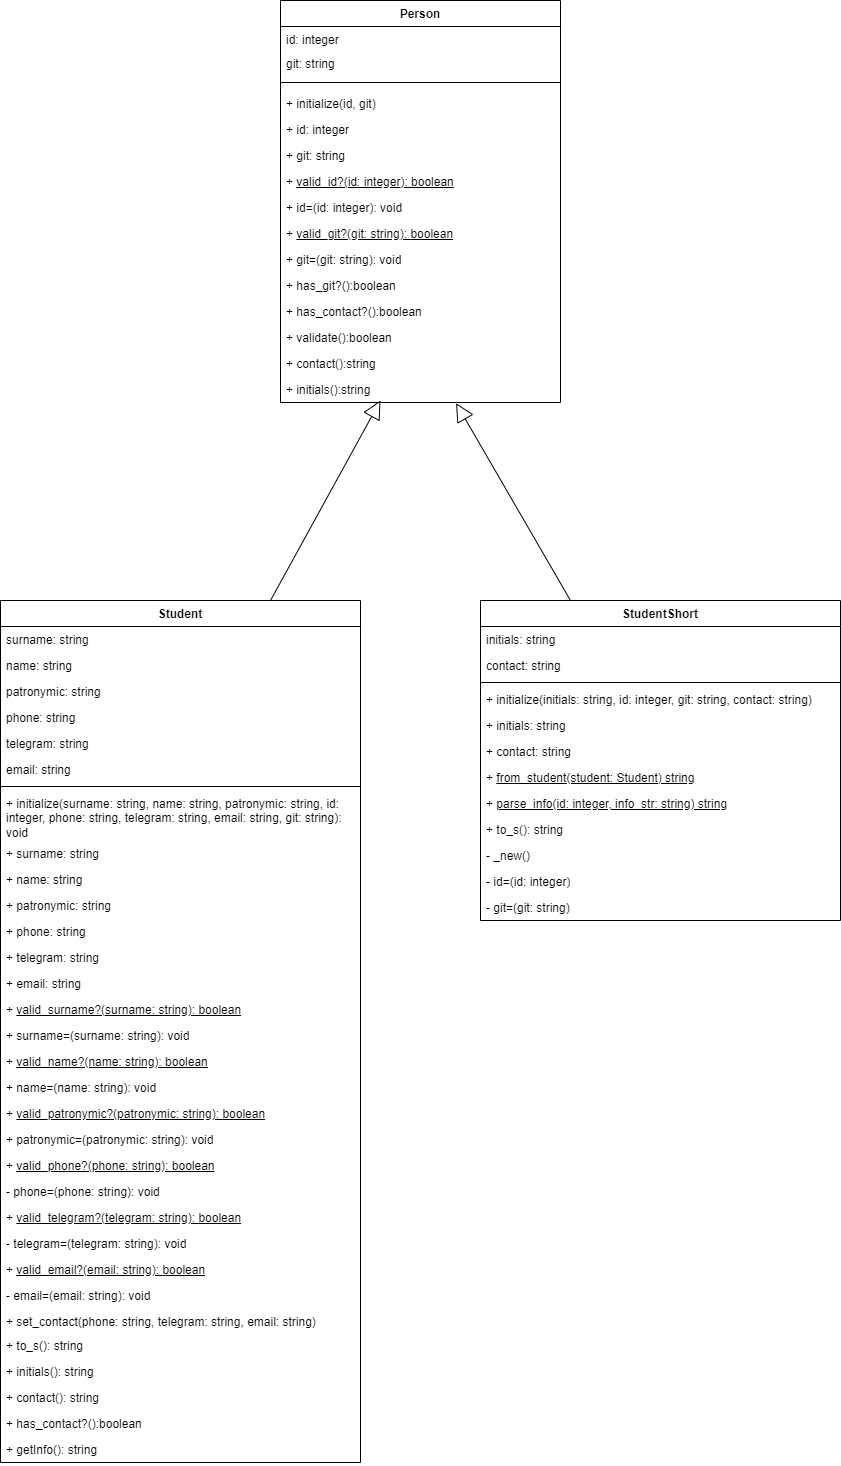 Person
id: integer
git: string
+ initialize(id, git)
+ id: integer
+ git: string
+ valid_id?(id: integer): boolean
+ id=(id: integer): void
+ valid_git?(git: string): boolean
+ git=(git: string): void
+ has_git?():boolean
+ has_contact?():boolean
+ validate():boolean
+ contact():string
+ initials():string
Student
surname: string
name: string
patronymic: string
phone: string
telegram: string
email: string
+ initialize(surname: string, name: string, patronymic: string, id:
integer, phone: string, telegram: string, email: string, git: string):
void
+ surname: string
+ name: string
+ patronymic: string
+ phone: string
+ telegram: string
+ email: string
+ valid_surname?(surname: string): boolean
+ surname=(surname: string): void
+ valid_name?(name: string): boolean
+ name=(name: string): void
+ valid_patronymic?(patronymic: string): boolean
+ patronymic=(patronymic: string): void
+ valid_phone?(phone: string): boolean
- phone=(phone: string): void
+ valid_telegram?(telegram: string): boolean
- telegram=(telegram: string): void
+ valid_email?(email: string): boolean
- email=(email: string): void
+ set_contact(phone: string, telegram: string, email: string)
+ to_s(): string
+ initials(): string
+ contact(): string
+ has_contact?():boolean
+ getInfo(): string
StudentShort
initials: string
contact: string
+ initialize(initials: string, id: integer, git: string, contact: string)
+ initials: string
+ contact: string
+ from_student(student: Student) string
+ parse_info(id: integer, info_str: string) string
+ to_s(): string
- _new()
- id=(id: integer)
- git=(git: string)